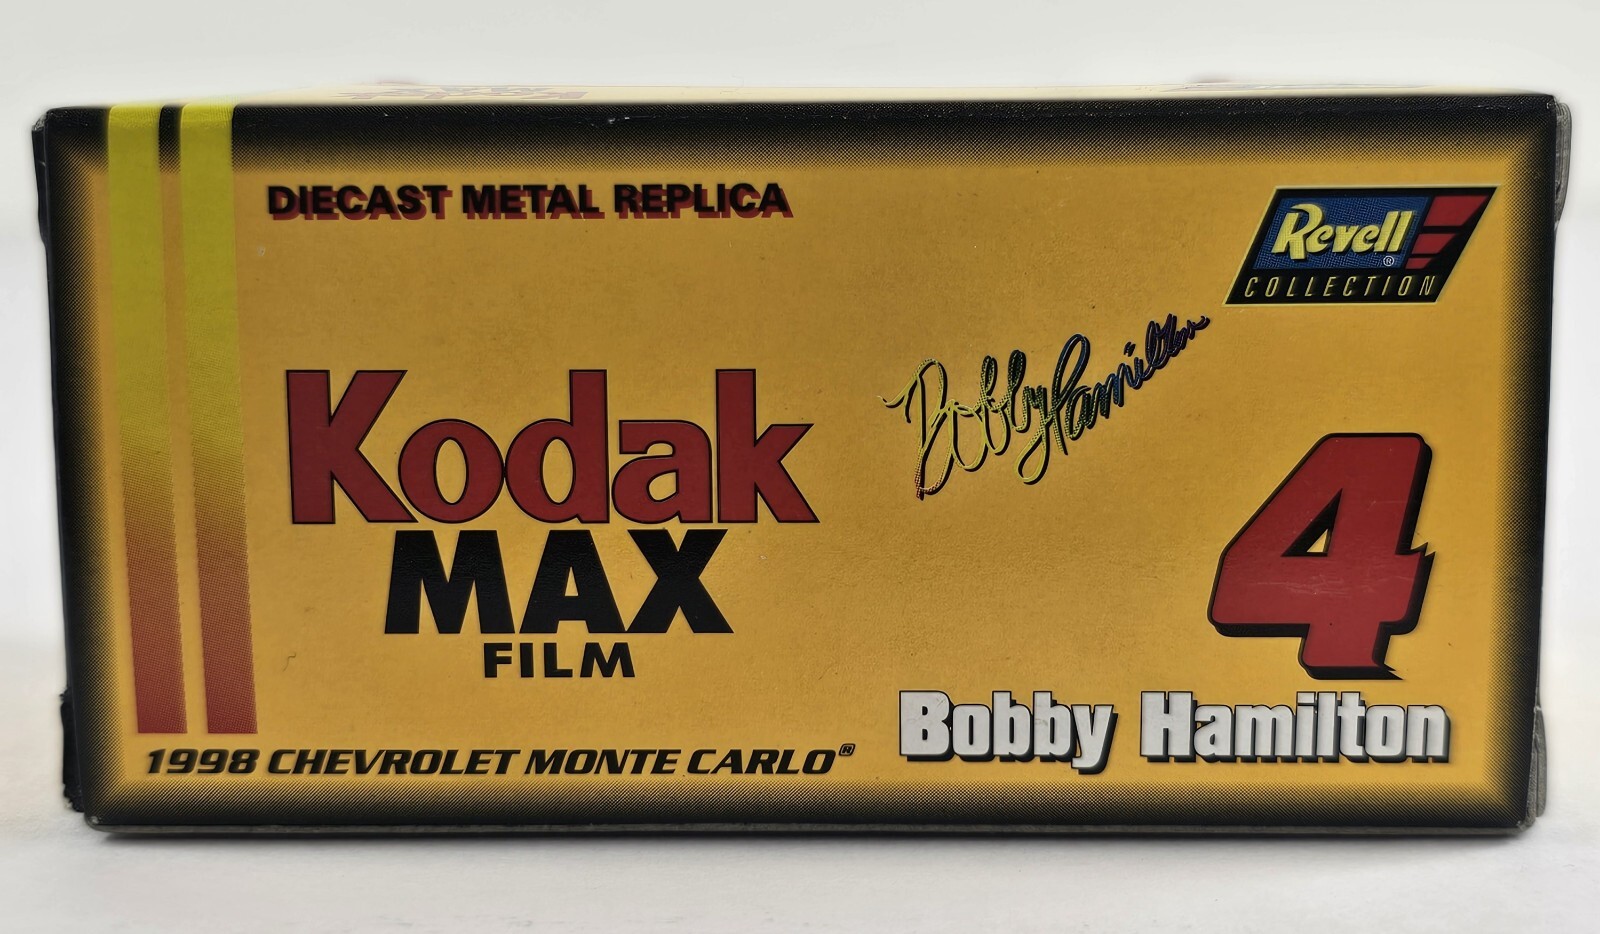 DIECAST METAL REPLICA
Revell®
COLLECTION
Bobby Hamilton
Kodak
MAX
FILM
4
Bobby Hamilton
1998 CHEVROLET MONTE CARLO®